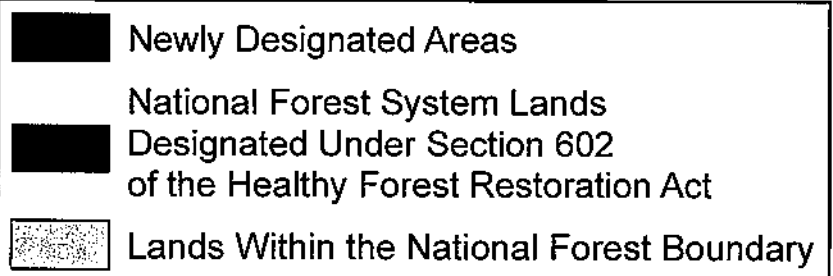 Newly Designated Areas
National Forest System Lands
Designated Under Section 602
of the Healthy Forest Restoration Act
Lands Within the National Forest Boundary